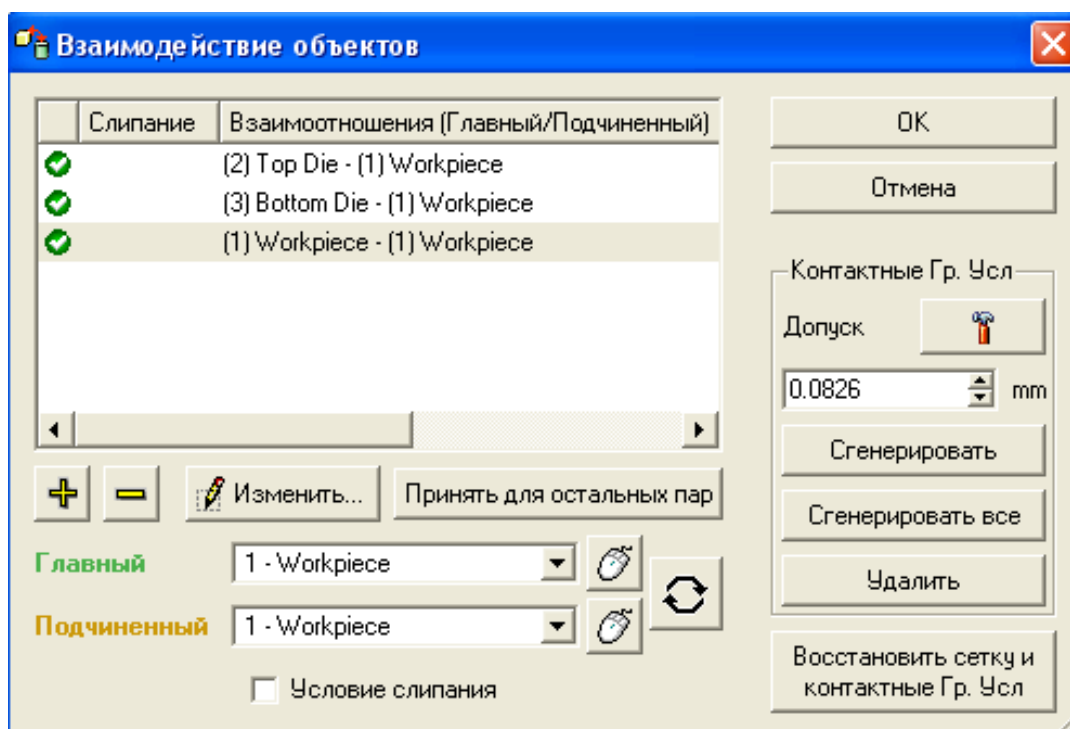 Взаимодействие объектов
Слипание Взаимоотношения (Главный/Подчиненный)
(2) Top Die - (1) Workpiece
(3) Bottom Die - (1) Workpiece
(1) Workpiece - (1) Workpiece
Изменить... Принять для остальных пар
Главный 1 - Workpiece
Подчиненный 1 - Workpiece
Условие слипания
OK
Отмена
Контактные Гр. Усл
Допуск
0.0826 mm
Сгенерировать
Сгенерировать все
Удалить
Восстановить сетку и
контактные Гр. Усл